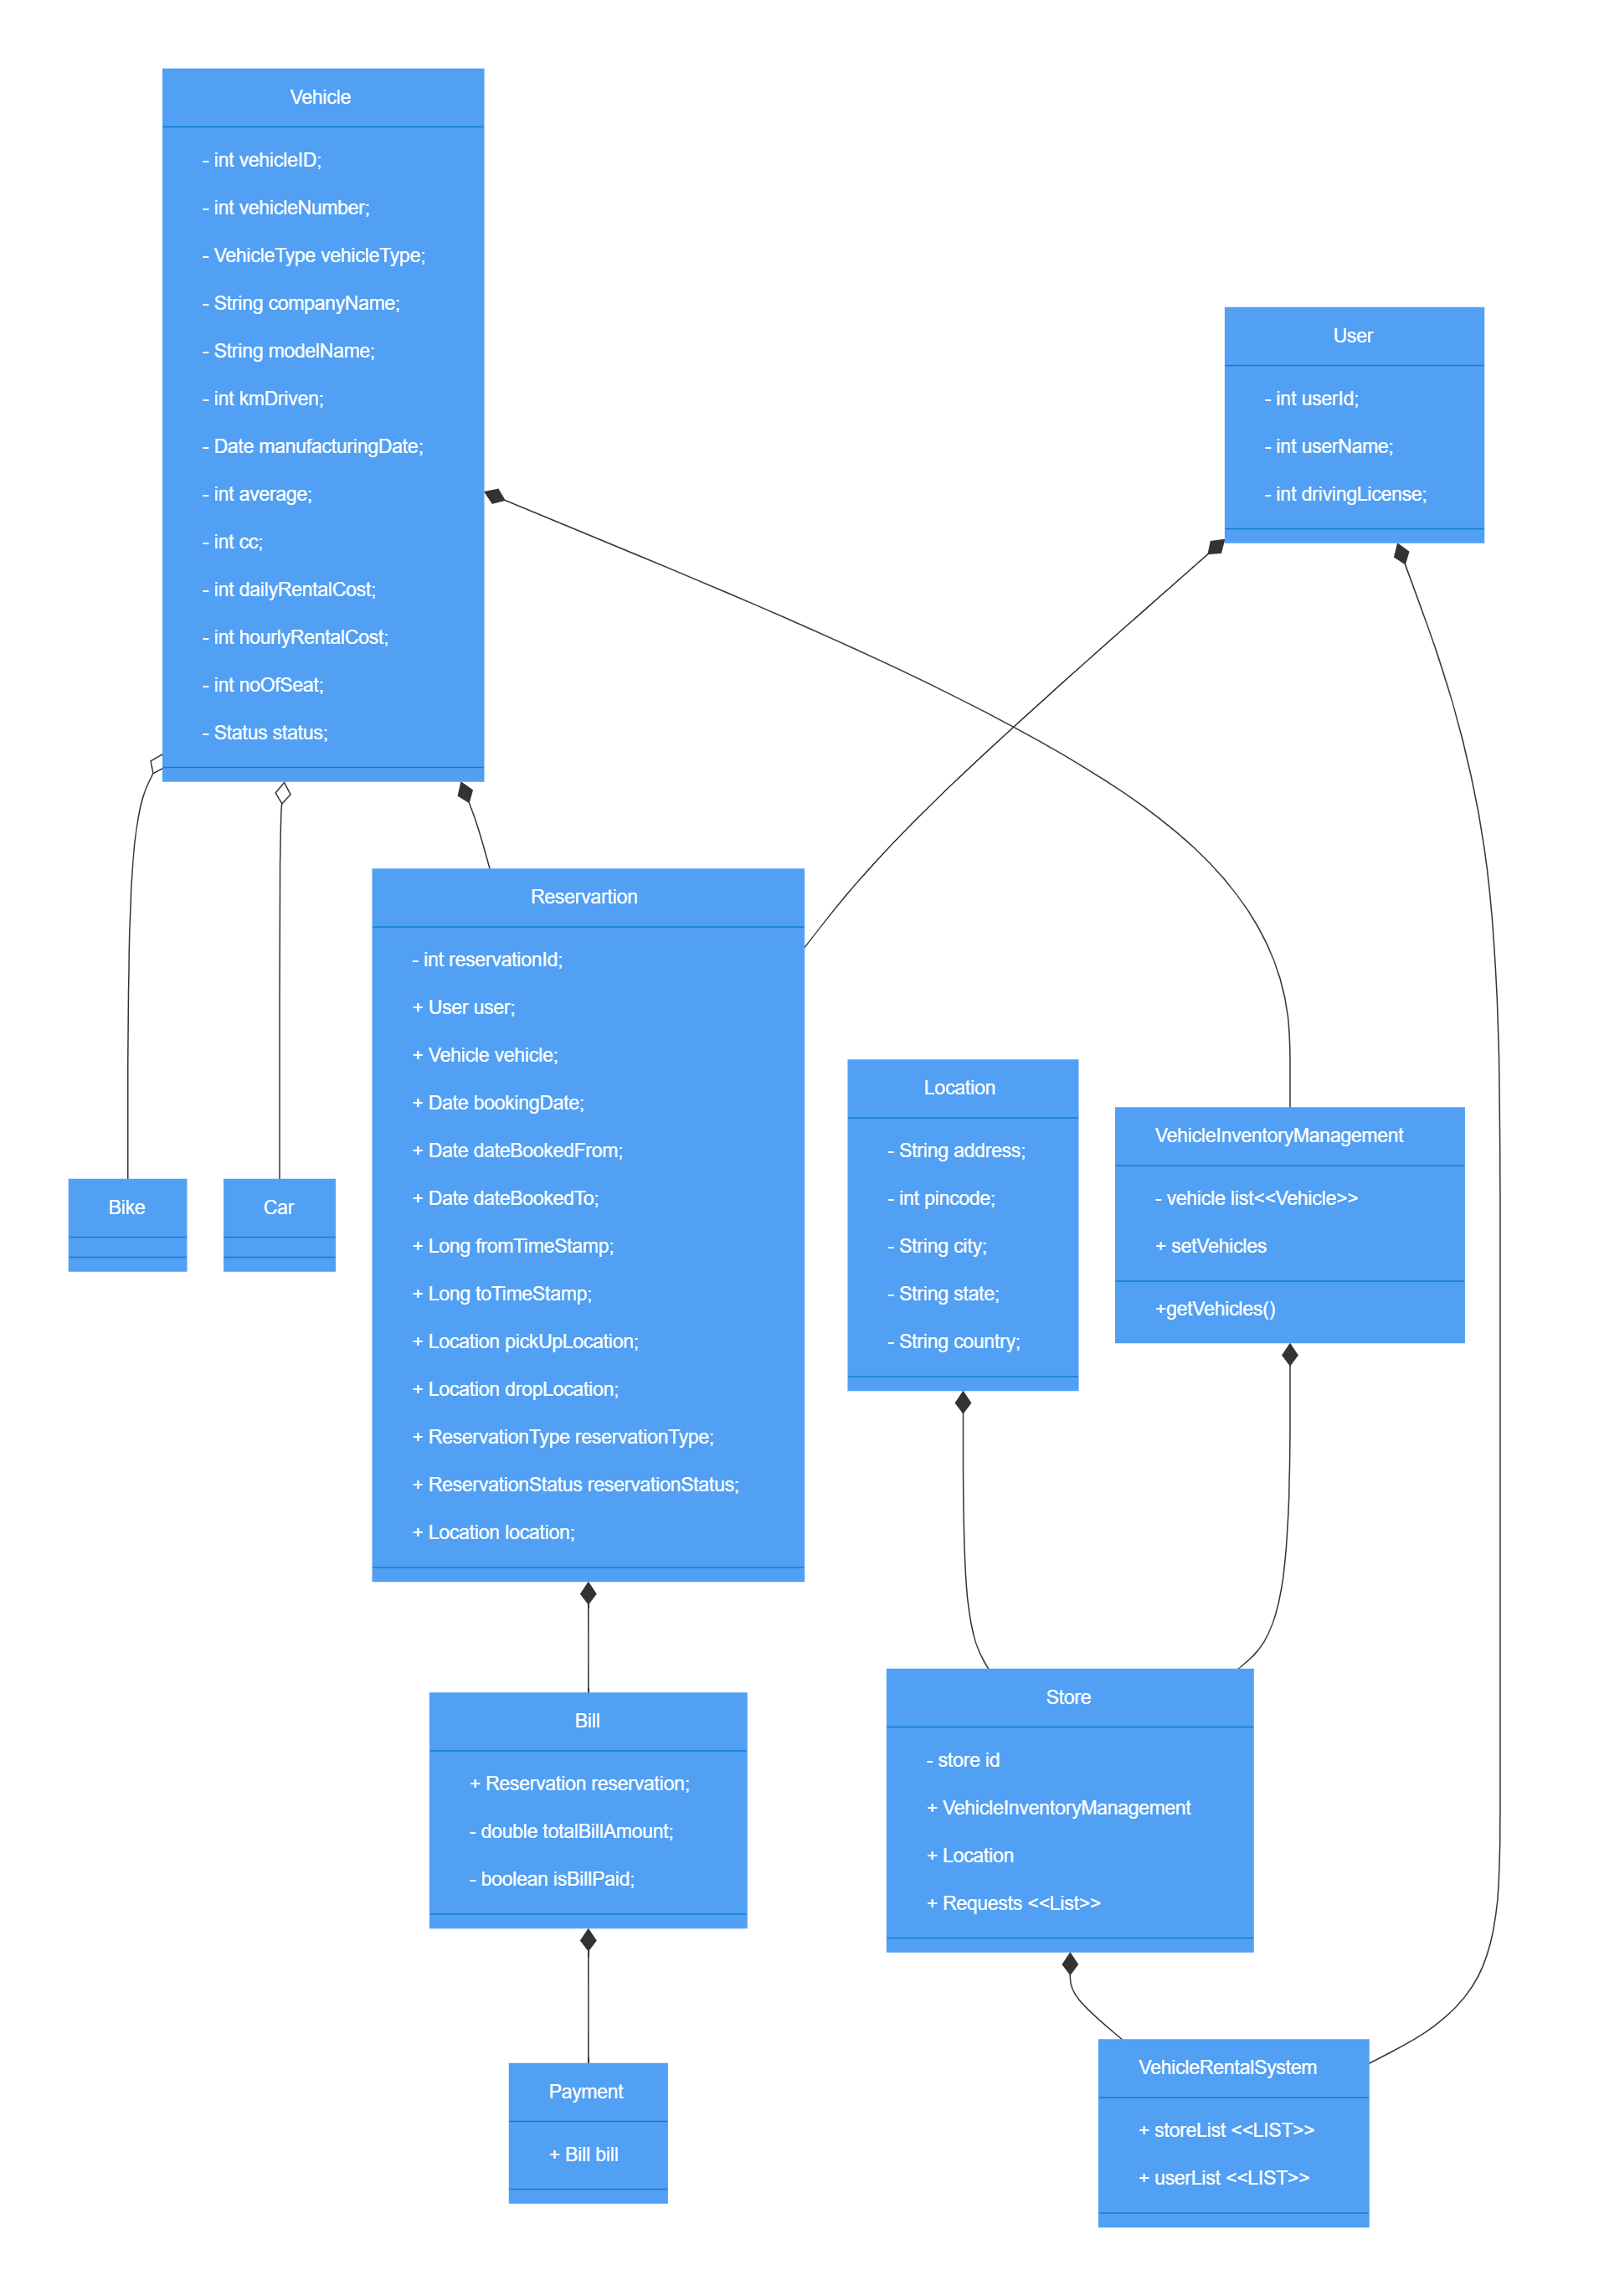 Vehicle
- int vehicleID;
- int vehicleNumber;
- VehicleType vehicleType;
- String companyName;
- String modelName;
- int kmDriven;
- Date manufacturingDate;
- int average;
- int cc;
- int dailyRentalCost;
- int hourlyRentalCost;
- int noOfSeat;
- Status status;
User
- int userId;
- int userName;
- int drivingLicense;
Reservartion
- int reservationId;
+ User user;
+ Vehicle vehicle;
+ Date bookingDate;
+ Date dateBookedFrom;
+ Date dateBookedTo;
+ Long fromTimeStamp;
+ Long toTimeStamp;
+ Location pickUpLocation;
+ Location dropLocation;
+ ReservationType reservationType;
+ ReservationStatus reservationStatus;
+ Location location;
Location
- String address;
- int pincode;
- String city;
- String state;
- String country;
VehicleInventoryManagement
- vehicle list<<Vehicle>>
+ setVehicles
+getVehicles()
Bike
Car
Bill
+ Reservation reservation;
- double totalBillAmount;
- boolean isBillPaid;
Store
- store id
+ VehicleInventoryManagement
+ Location
+ Requests <<List>>
Payment
+ Bill bill
VehicleRentalSystem
+ storeList <<LIST>>
+ userList <<LIST>>